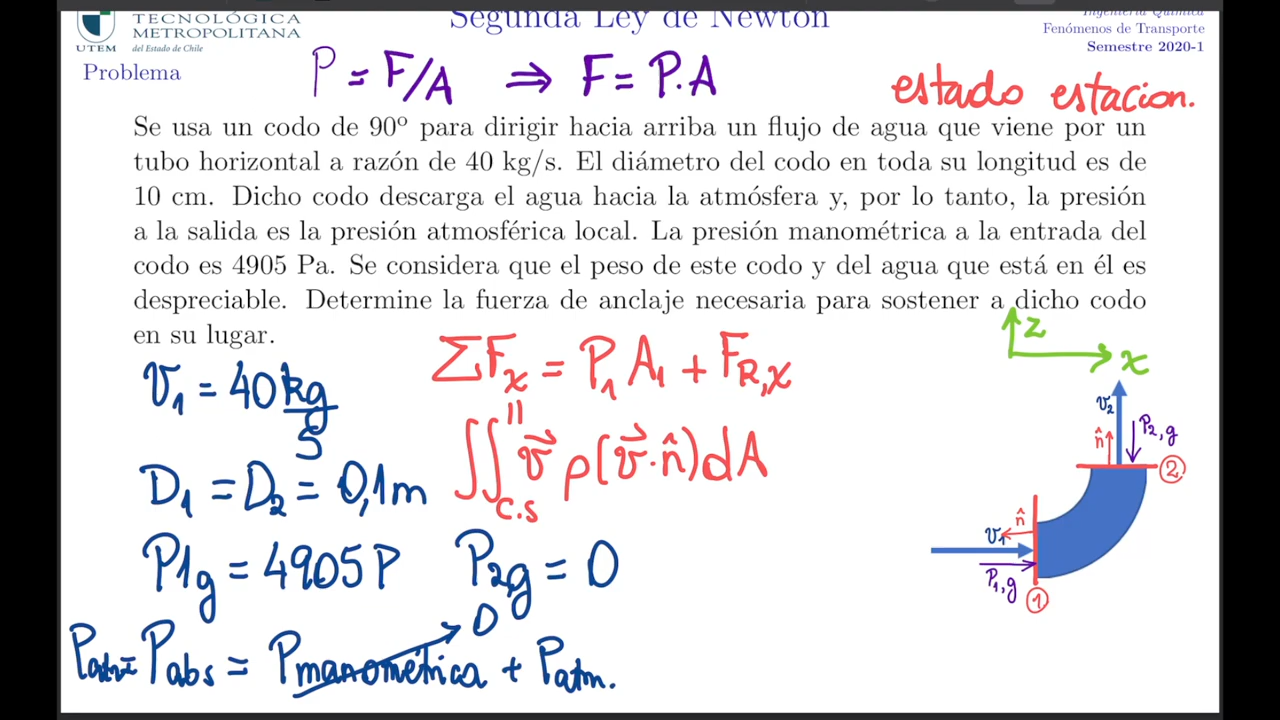 Segunda Ley de Newton
TECNOLÓGICA
METROPOLITANA
del Estado de Chile
UTEM
Ingeniería Química
Fenómenos de Transporte
Semestre 2020-1
Problema
P = F/A ⇒ F = P.A
estado estacion.
Se usa un codo de 90º para dirigir hacia arriba un flujo de agua que viene por un
tubo horizontal a razón de 40 kg/s. El diámetro del codo en toda su longitud es de
10 cm. Dicho codo descarga el agua hacia la atmósfera y, por lo tanto, la presión
a la salida es la presión atmosférica local. La presión manométrica a la entrada del
codo es 4905 Pa. Se considera que el peso de este codo y del agua que está en él es
despreciable. Determine la fuerza de anclaje necesaria para sostener a dicho codo
en su lugar.
ΣFx = P1 A1 + FR,x
∬c.s v⃗ ρ(v⃗·n̂)dA
v1 = 40 kg/s
D1 = D2 = 0,1m
P1g = 4905 P P2g = 0
0
Patm= Pabs = Pmanométrica + Patm.
z
x
v2
n̂
P2,g
2
n̂
v1
P1,g
1